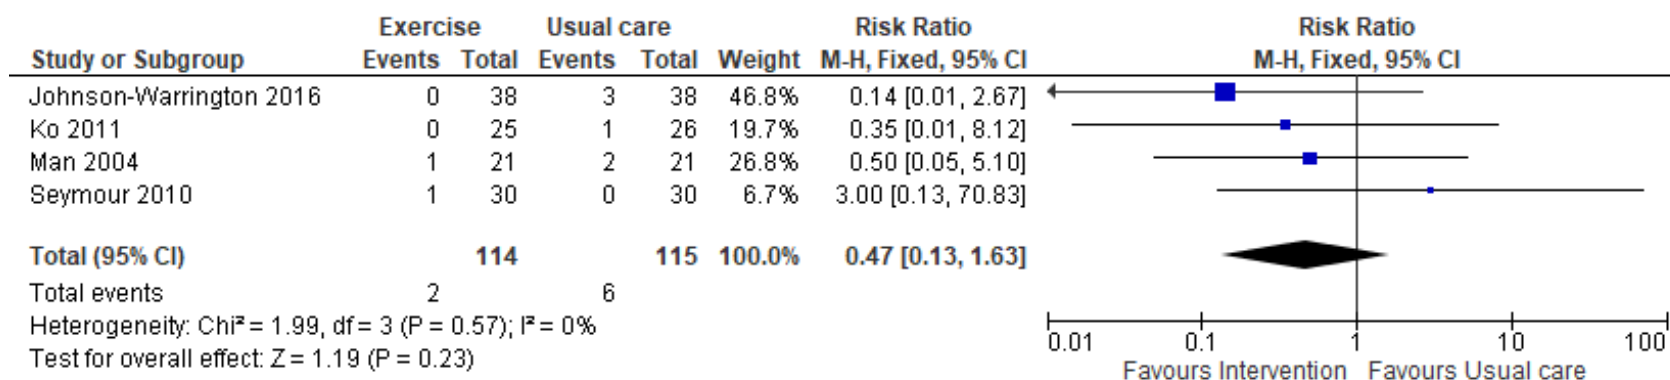 Exercise Usual care Risk Ratio Risk Ratio
Study or Subgroup Events Total Events Total Weight M-H, Fixed, 95% CI M-H, Fixed, 95% CI
Johnson-Warrington 2016 0 38 3 38 46.8% 0.14 [0.01, 2.67]
Ko 2011 0 25 1 26 19.7% 0.35 [0.01, 8.12]
Man 2004 1 21 2 21 26.8% 0.50 [0.05, 5.10]
Seymour 2010 1 30 0 30 6.7% 3.00 [0.13, 70.83]
Total (95% CI) 114 115 100.0% 0.47 [0.13, 1.63]
Total events 2 6
Heterogeneity: Chi² = 1.99, df = 3 (P = 0.57); I² = 0%
Test for overall effect: Z = 1.19 (P = 0.23)
0.01 0.1 1 10 100
Favours Intervention Favours Usual care